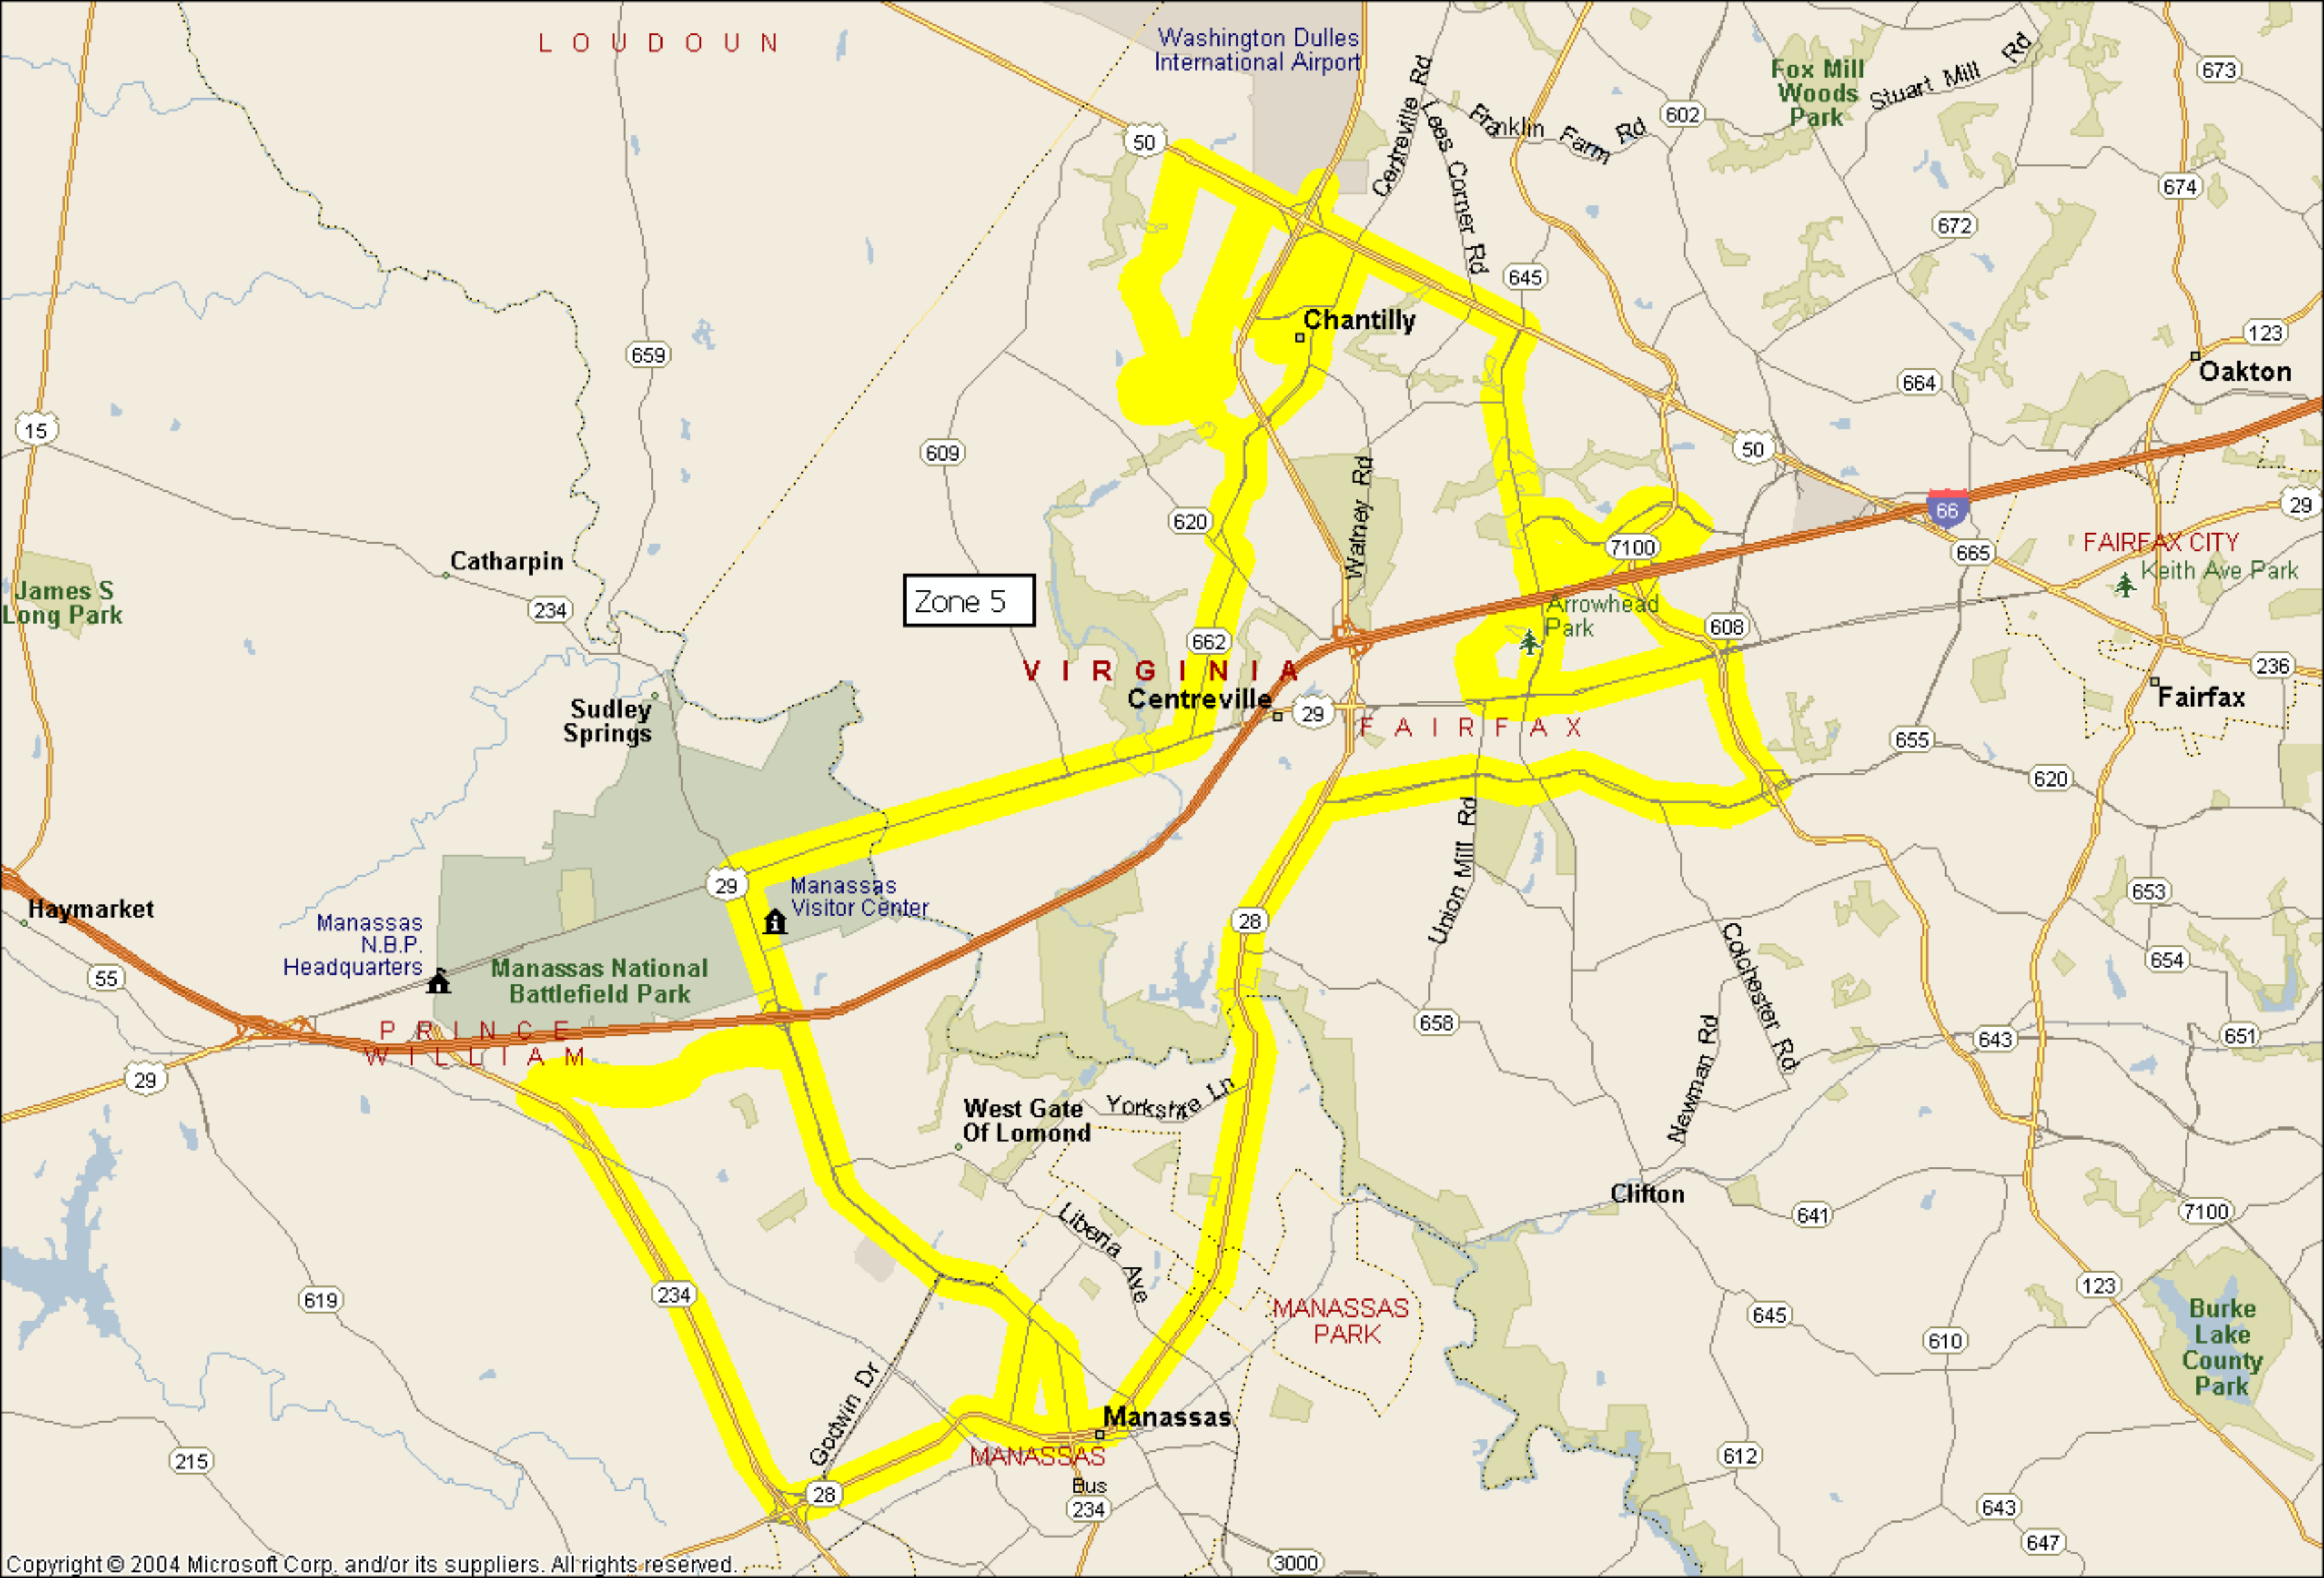 LOUDOUN
Washington Dulles
International Airport
Centreville Rd
Lees Corner Rd
Franklin Farm Rd
602
Fox Mill
Woods
Park
Stuart Mill Rd
673
50
674
672
645
659
Chantilly
123
Oakton
664
15
609
50
Watney Rd
620
66
29
7100
665
FAIRFAX CITY
Keith Ave Park
Catharpin
James S
Long Park
234
Zone 5
Arrowhead
Park
608
662
VIRGINIA
236
Sudley
Springs
Centreville
29
Fairfax
FAIRFAX
655
620
Union Mill Rd
29
Manassas
Visitor Center
653
Haymarket
Manassas
N.B.P.
Headquarters
28
Colchester Rd
654
55
Manassas National
Battlefield Park
658
Newman Rd
643
651
PRINCE
WILLIAM
29
West Gate
Of Lomond
Yorkshire Ln
Clifton
641
7100
Liberia Ave
234
619
MANASSAS
PARK
645
610
123
Burke
Lake
County
Park
Godwin Dr
Manassas
MANASSAS
215
28
Bus
234
612
643
647
3000
Copyright © 2004 Microsoft Corp. and/or its suppliers. All rights reserved.